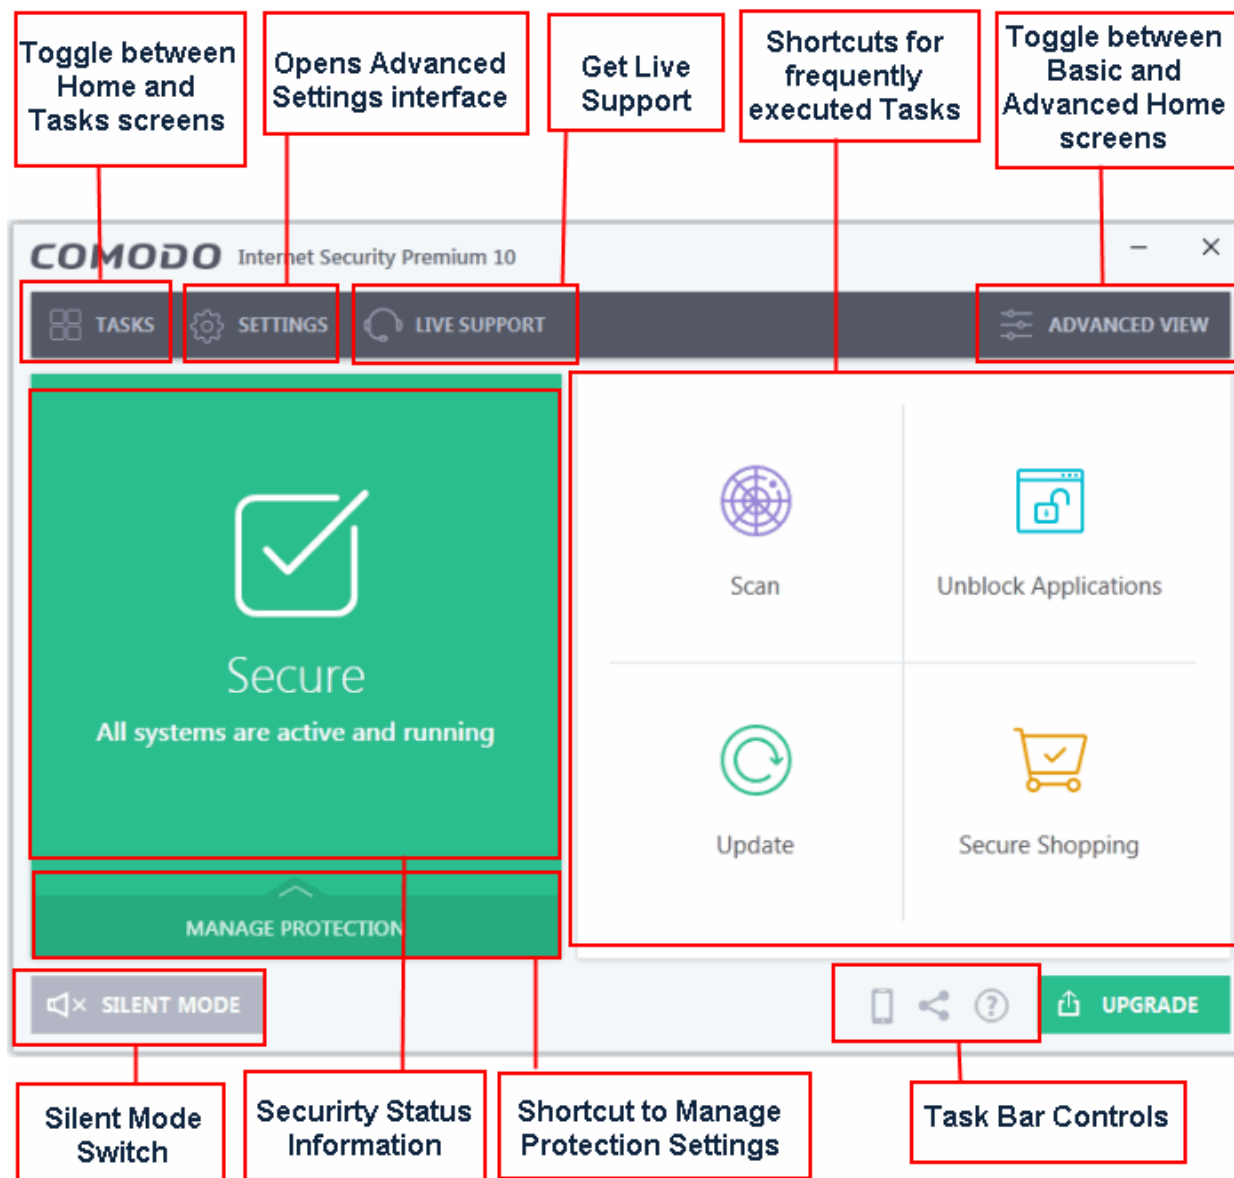 Toggle between
Home and
Tasks screens
Opens Advanced
Settings interface
Get Live
Support
Shortcuts for
frequently
executed Tasks
Toggle between
Basic and
Advanced Home
screens
COMODO Internet Security Premium 10
TASKS SETTINGS LIVE SUPPORT ADVANCED VIEW
Secure
All systems are active and running
MANAGE PROTECTION
Scan
Unblock Applications
Update
Secure Shopping
SILENT MODE
UPGRADE
Silent Mode
Switch
Securirty Status
Information
Shortcut to Manage
Protection Settings
Task Bar Controls